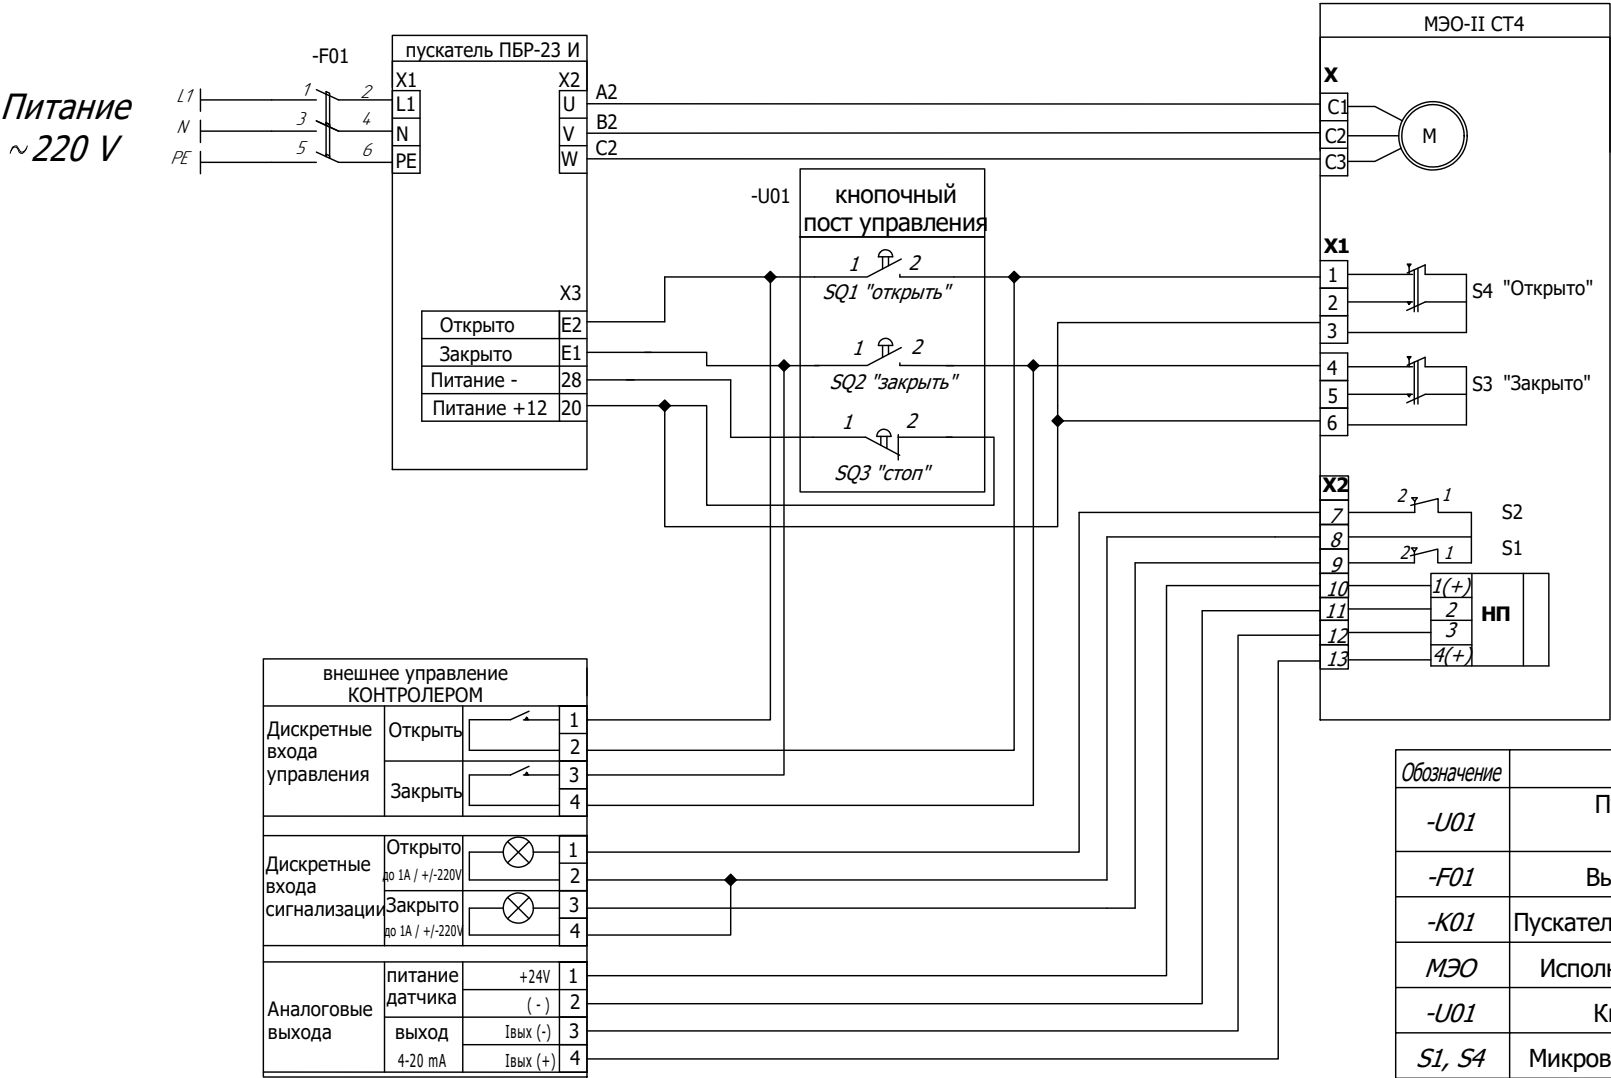 Питание
~220 V
L1
N
PE
-F01
1 2
3 4
5 6
пускатель ПБР-23 И
X1
L1
N
PE
X2
U
V
W
A2
B2
C2
X3
Открыто E2
Закрыто E1
Питание - 28
Питание +12 20
-U01
кнопочный
пост управления
1 2
SQ1 "открыть"
1 2
SQ2 "закрыть"
1 2
SQ3 "стоп"
МЭО-II СТ4
X
C1
C2
C3
M
X1
1
2
3
S4 "Открыто"
4
5
6
S3 "Закрыто"
X2
7
8
9
10
11
12
13
2 1
S2
2 1
S1
1(+)
2
3
4(+)
НП
внешнее управление
КОНТРОЛЕРОМ
Дискретные
входа
управления
Открыть
1
2
Закрыть
3
4
Дискретные
входа
сигнализации
Открыто
до 1А / +/-220V
1
2
Закрыто
до 1А / +/-220V
3
4
Аналоговые
выхода
питание
датчика
+24V 1
( - ) 2
выход
4-20 mA
Iвых (-) 3
Iвых (+) 4
Обозначение
-U01
П
-F01 Вы
-K01 Пускател
МЭО Исполн
-U01 К
S1, S4 Микров